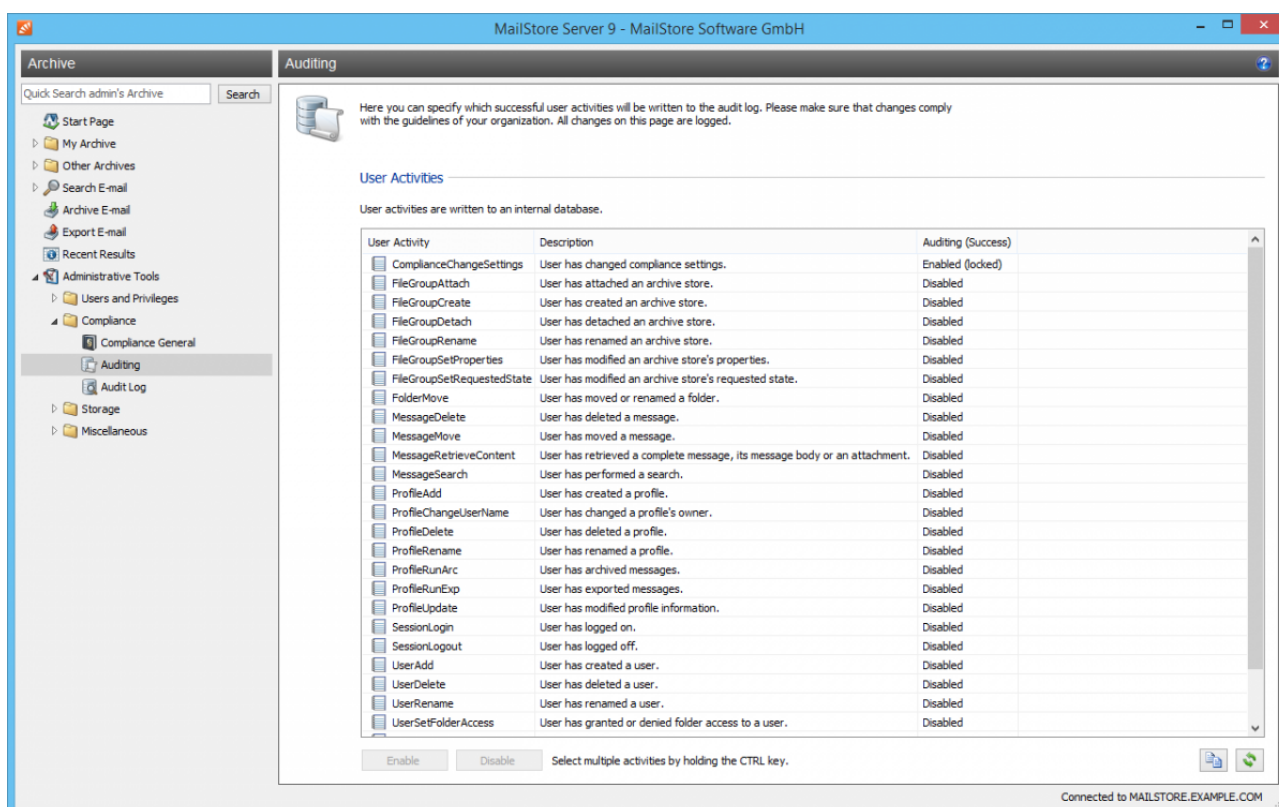 MailStore Server 9 - MailStore Software GmbH
Archive
Auditing
Quick Search admin's Archive
Search
Start Page
My Archive
Other Archives
Search E-mail
Archive E-mail
Export E-mail
Recent Results
Administrative Tools
Users and Privileges
Compliance
Compliance General
Auditing
Audit Log
Storage
Miscellaneous
Here you can specify which successful user activities will be written to the audit log. Please make sure that changes comply
with the guidelines of your organization. All changes on this page are logged.
User Activities
User activities are written to an internal database.
User Activity Description Auditing (Success)
ComplianceChangeSettings User has changed compliance settings. Enabled (locked)
FileGroupAttach User has attached an archive store. Disabled
FileGroupCreate User has created an archive store. Disabled
FileGroupDetach User has detached an archive store. Disabled
FileGroupRename User has renamed an archive store. Disabled
FileGroupSetProperties User has modified an archive store's properties. Disabled
FileGroupSetRequestedState User has modified an archive store's requested state. Disabled
FolderMove User has moved or renamed a folder. Disabled
MessageDelete User has deleted a message. Disabled
MessageMove User has moved a message. Disabled
MessageRetrieveContent User has retrieved a complete message, its message body or an attachment. Disabled
MessageSearch User has performed a search. Disabled
ProfileAdd User has created a profile. Disabled
ProfileChangeUserName User has changed a profile's owner. Disabled
ProfileDelete User has deleted a profile. Disabled
ProfileRename User has renamed a profile. Disabled
ProfileRunArc User has archived messages. Disabled
ProfileRunExp User has exported messages. Disabled
ProfileUpdate User has modified profile information. Disabled
SessionLogin User has logged on. Disabled
SessionLogout User has logged off. Disabled
UserAdd User has created a user. Disabled
UserDelete User has deleted a user. Disabled
UserRename User has renamed a user. Disabled
UserSetFolderAccess User has granted or denied folder access to a user. Disabled
Enable Disable Select multiple activities by holding the CTRL key.
Connected to MAILSTORE.EXAMPLE.COM